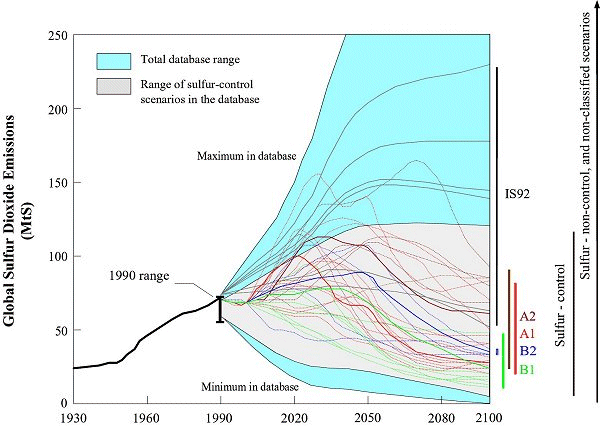 Global Sulfur Dioxide Emissions
(MtS)
250
200
150
100
50
0
1930
1960
1990
2020
2050
2100
Total database range
Range of sulfur-control
scenarios in the database
Maximum in database
1990 range
Minimum in database
IS92
A2
A1
B2
B1
Sulfur - control
Sulfur - non-control, and non-classified scenarios